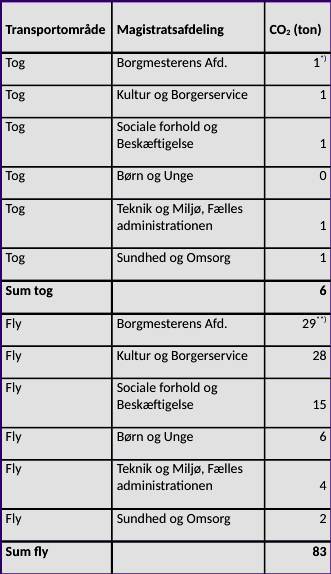 Transportområde Magistratsafdeling CO₂ (ton)
Tog Borgmesterens Afd. 1*)
Tog Kultur og Borgerservice 1
Tog Sociale forhold og
Beskæftigelse 1
Tog Børn og Unge 0
Tog Teknik og Miljø, Fælles
administrationen 1
Tog Sundhed og Omsorg 1
Sum tog 6
Fly Borgmesterens Afd. 29**)
Fly Kultur og Borgerservice 28
Fly Sociale forhold og
Beskæftigelse 15
Fly Børn og Unge 6
Fly Teknik og Miljø, Fælles
administrationen 4
Fly Sundhed og Omsorg 2
Sum fly 83